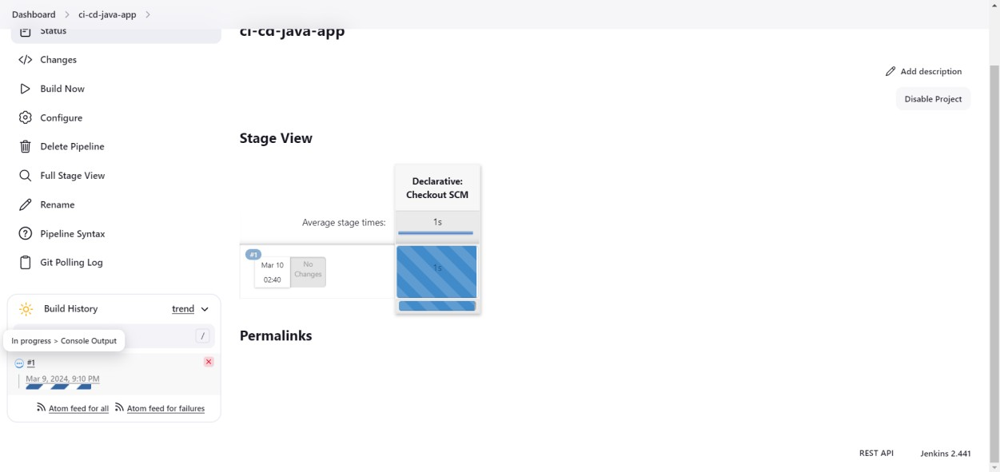 Dashboard > ci-cd-java-app >
Status
Changes
Build Now
Configure
Delete Pipeline
Full Stage View
Rename
Pipeline Syntax
Git Polling Log
Build History trend
/
In progress > Console Output
#1
Mar 9, 2024, 9:10 PM
Atom feed for all Atom feed for failures
ci-cd-java-app
Add description
Disable Project
Stage View
Declarative:
Checkout SCM
Average stage times: 1s
#1
Mar 10
02:40
No
Changes
1s
Permalinks
REST API Jenkins 2.441